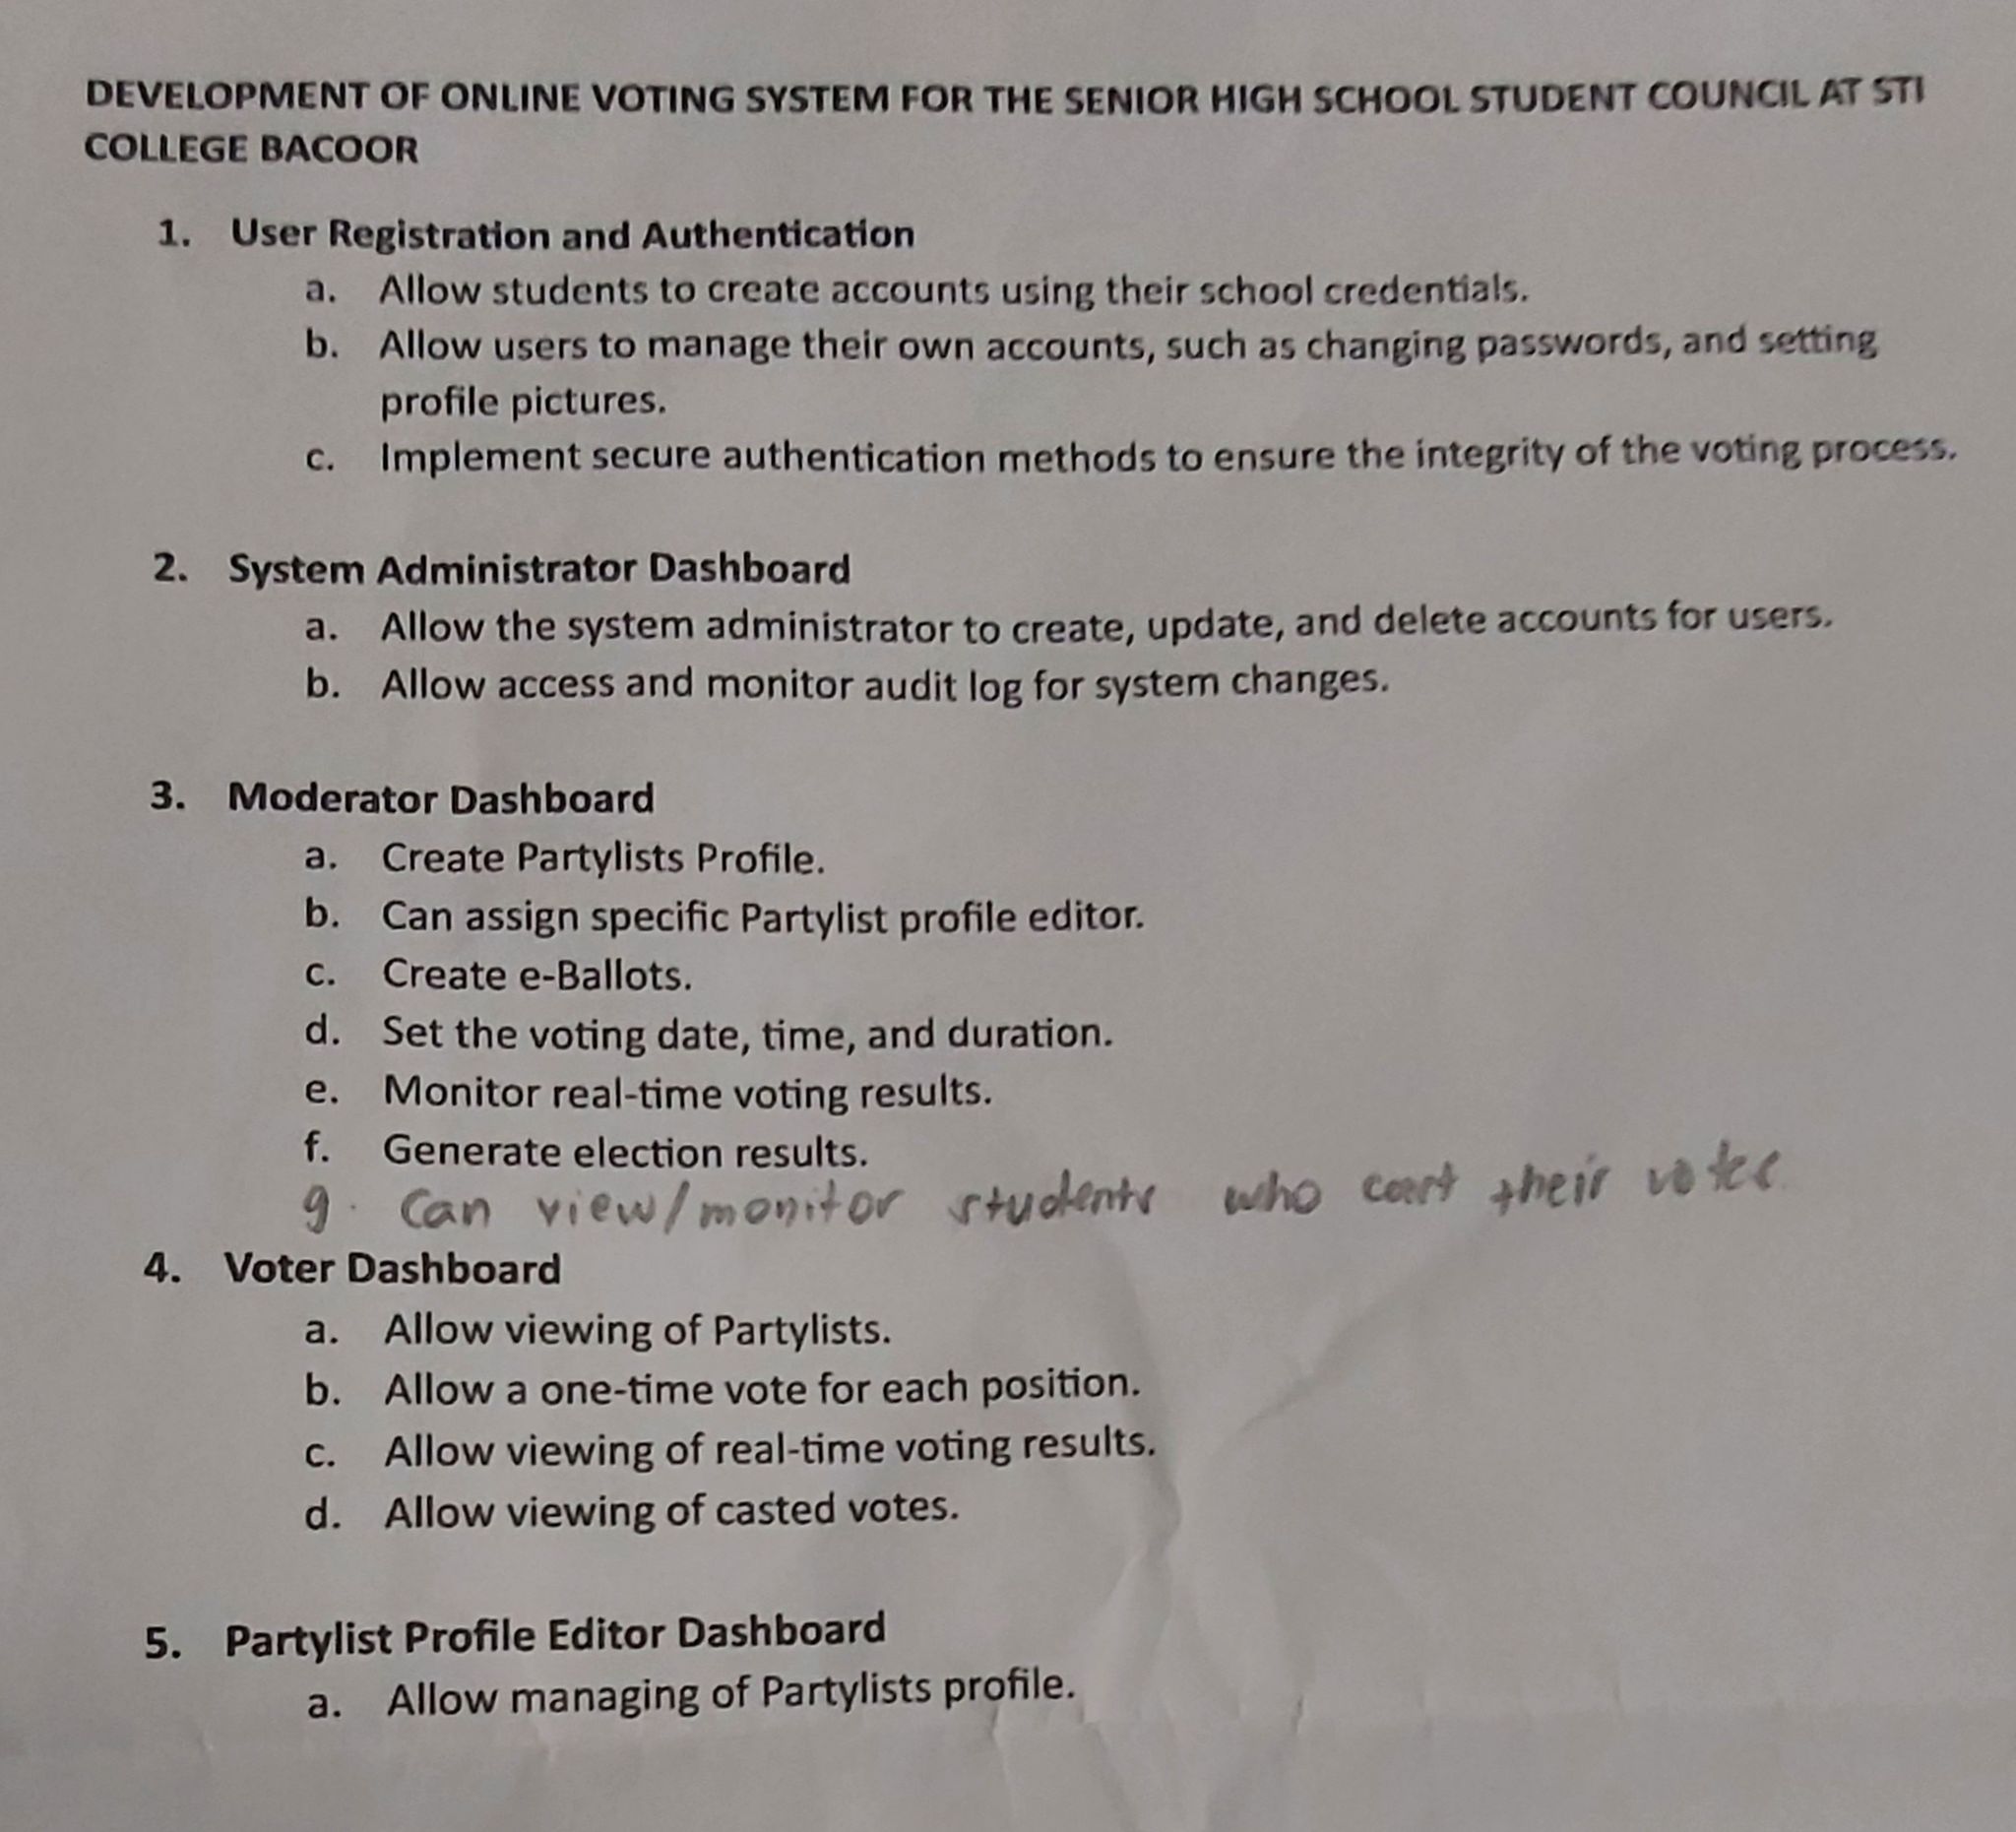 DEVELOPMENT OF ONLINE VOTING SYSTEM FOR THE SENIOR HIGH SCHOOL STUDENT COUNCIL AT STI
COLLEGE BACOOR
1. User Registration and Authentication
a. Allow students to create accounts using their school credentials.
b. Allow users to manage their own accounts, such as changing passwords, and setting
profile pictures.
c. Implement secure authentication methods to ensure the integrity of the voting process.
2. System Administrator Dashboard
a. Allow the system administrator to create, update, and delete accounts for users.
b. Allow access and monitor audit log for system changes.
3. Moderator Dashboard
a. Create Partylists Profile.
b. Can assign specific Partylist profile editor.
c. Create e-Ballots.
d. Set the voting date, time, and duration.
e. Monitor real-time voting results.
f. Generate election results.
g. Can view/monitor students who cast their votes
4. Voter Dashboard
a. Allow viewing of Partylists.
b. Allow a one-time vote for each position.
c. Allow viewing of real-time voting results.
d. Allow viewing of casted votes.
5. Partylist Profile Editor Dashboard
a. Allow managing of Partylists profile.